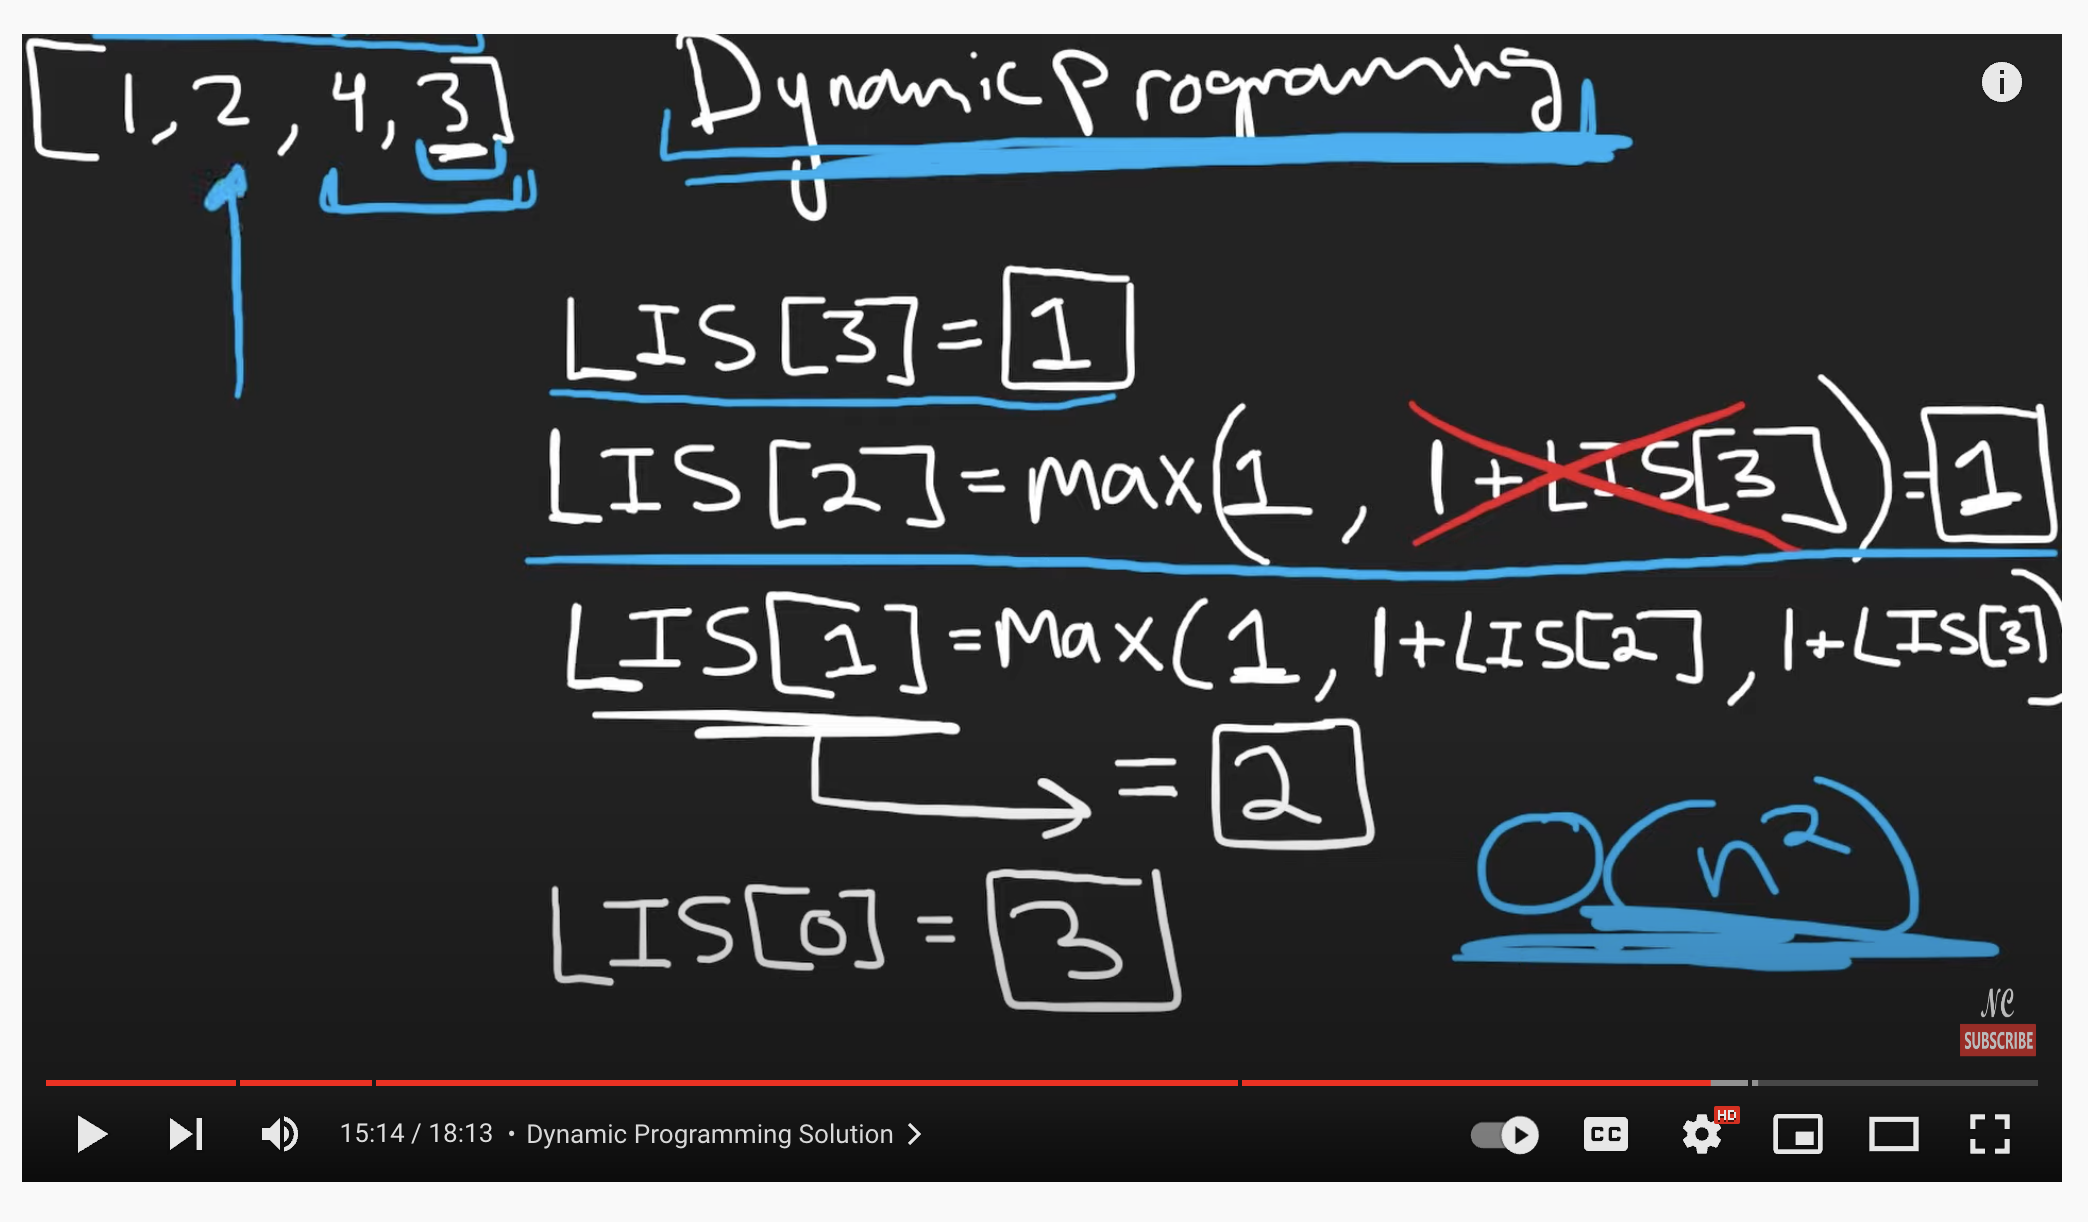 [1, 2, 4, 3]
Dynamic Programing
LIS[3] = 1
LIS[2] = max(1, 1 + LIS[3]) = 1
LIS[1] = Max(1, 1 + LIS[2], 1 + LIS[3])
= 2
O(n²)
LIS[0] = 3
NC
SUBSCRIBE
15:14 / 18:13 • Dynamic Programming Solution
CC
HD